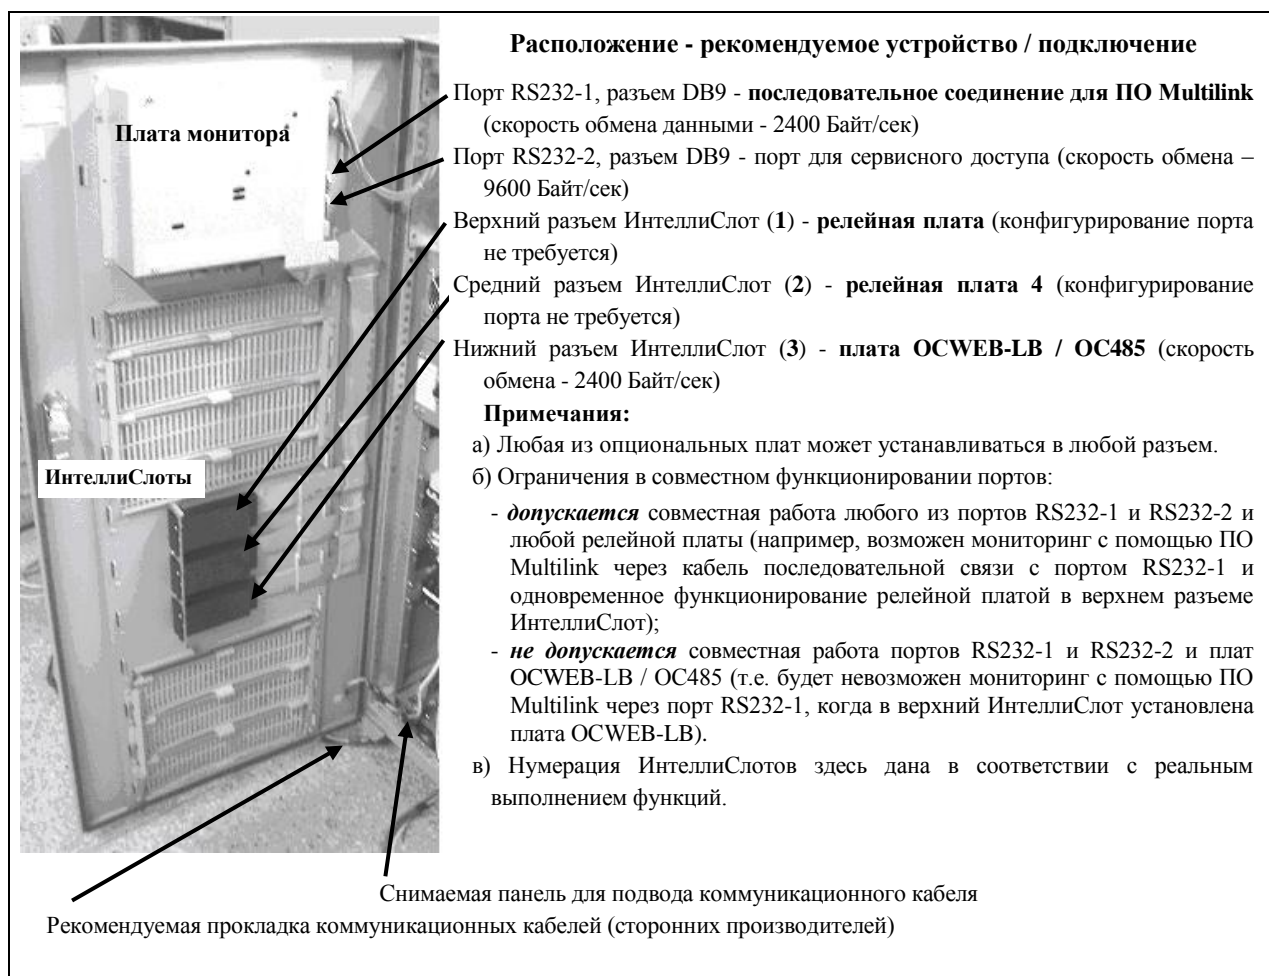 Расположение - рекомендуемое устройство / подключение
Плата монитора
Порт RS232-1, разъем DB9 - последовательное соединение для ПО Multilink
(скорость обмена данными - 2400 Байт/сек)
Порт RS232-2, разъем DB9 - порт для сервисного доступа (скорость обмена –
9600 Байт/сек)
Верхний разъем ИнтеллиСлот (1) - релейная плата (конфигурирование порта
не требуется)
Средний разъем ИнтеллиСлот (2) - релейная плата 4 (конфигурирование
порта не требуется)
Нижний разъем ИнтеллиСлот (3) - плата OCWEB-LB / OC485 (скорость
обмена - 2400 Байт/сек)
Примечания:
а) Любая из опциональных плат может устанавливаться в любой разъем.
ИнтеллиСлоты
б) Ограничения в совместном функционировании портов:
- допускается совместная работа любого из портов RS232-1 и RS232-2 и
любой релейной платы (например, возможен мониторинг с помощью ПО
Multilink через кабель последовательной связи с портом RS232-1 и
одновременное функционирование релейной платой в верхнем разъеме
ИнтеллиСлот);
- не допускается совместная работа портов RS232-1 и RS232-2 и плат
OCWEB-LB / OC485 (т.е. будет невозможен мониторинг с помощью ПО
Multilink через порт RS232-1, когда в верхний ИнтеллиСлот установлена
плата OCWEB-LB).
в) Нумерация ИнтеллиСлотов здесь дана в соответствии с реальным
выполнением функций.
Снимаемая панель для подвода коммуникационного кабеля
Рекомендуемая прокладка коммуникационных кабелей (сторонних производителей)